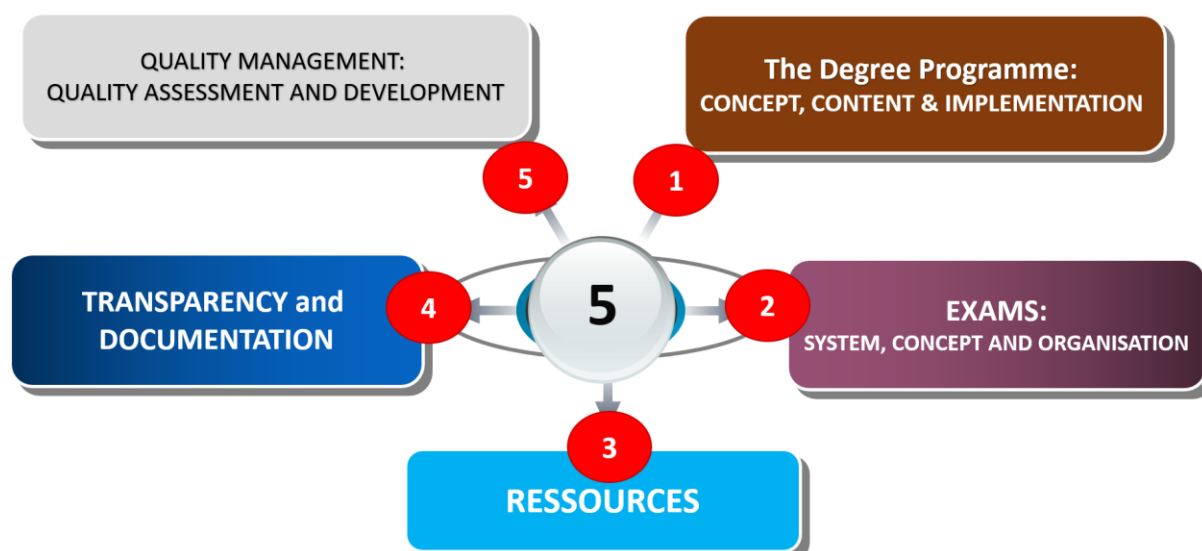 QUALITY MANAGEMENT:
QUALITY ASSESSMENT AND DEVELOPMENT
The Degree Programme:
CONCEPT, CONTENT & IMPLEMENTATION
5
1
TRANSPARENCY and
DOCUMENTATION
4
5
2
EXAMS:
SYSTEM, CONCEPT AND ORGANISATION
3
RESSOURCES